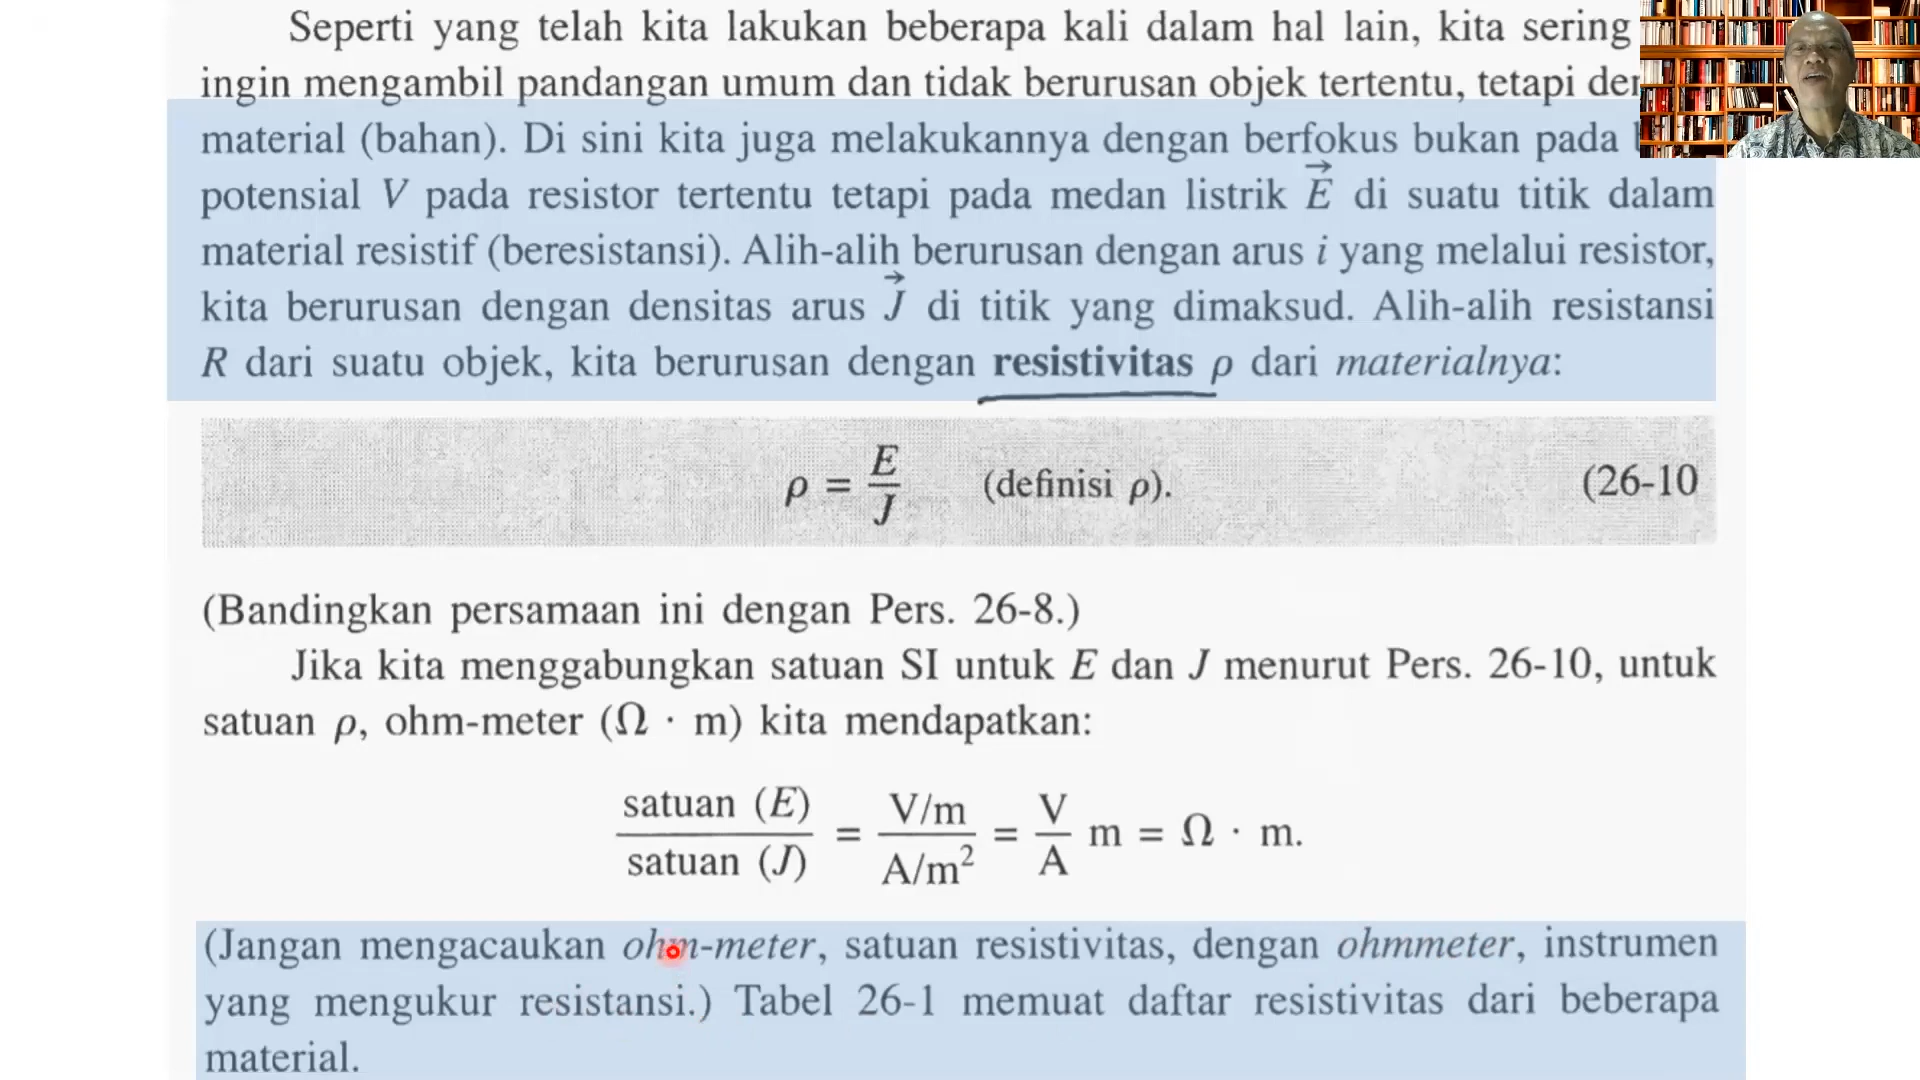 Seperti yang telah kita lakukan beberapa kali dalam hal lain, kita sering
ingin mengambil pandangan umum dan tidak berurusan objek tertentu, tetapi
material (bahan). Di sini kita juga melakukannya dengan berfokus bukan pada
potensial V pada resistor tertentu tetapi pada medan listrik E⃗ di suatu titik dalam
material resistif (beresistansi). Alih-alih berurusan dengan arus i yang melalui resistor,
kita berurusan dengan densitas arus J⃗ di titik yang dimaksud. Alih-alih resistansi
R dari suatu objek, kita berurusan dengan resistivitas ρ dari materialnya:
ρ = E/J (definisi ρ). (26-10
(Bandingkan persamaan ini dengan Pers. 26-8.)
Jika kita menggabungkan satuan SI untuk E dan J menurut Pers. 26-10, untuk
satuan ρ, ohm-meter (Ω · m) kita mendapatkan:
satuan (E)/satuan (J) = V/m/A/m² = V/A m = Ω · m.
(Jangan mengacaukan ohm-meter, satuan resistivitas, dengan ohmmeter, instrumen
yang mengukur resistansi.) Tabel 26-1 memuat daftar resistivitas dari beberapa
material.